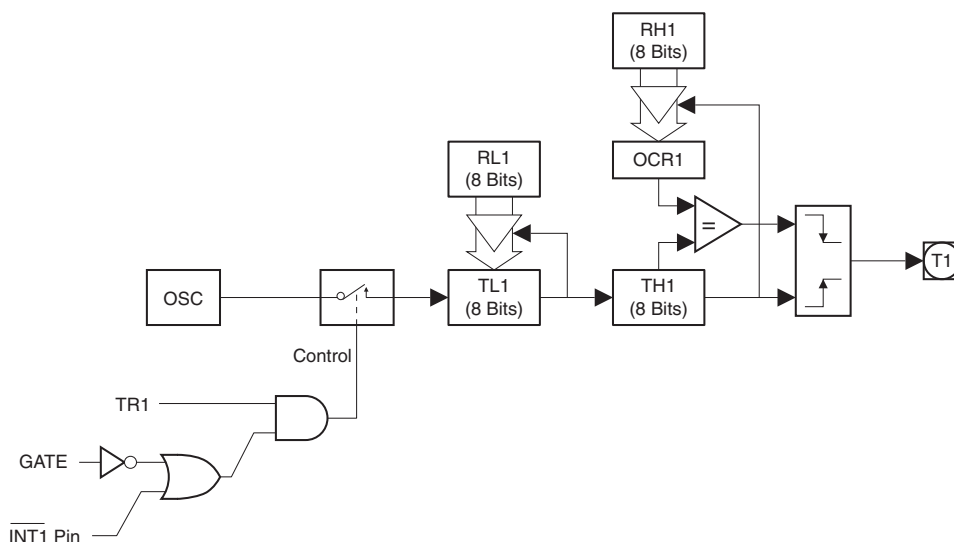 RH1
(8 Bits)
RL1
(8 Bits)
OCR1
=
OSC
TL1
(8 Bits)
TH1
(8 Bits)
T1
Control
TR1
GATE
INT1 Pin